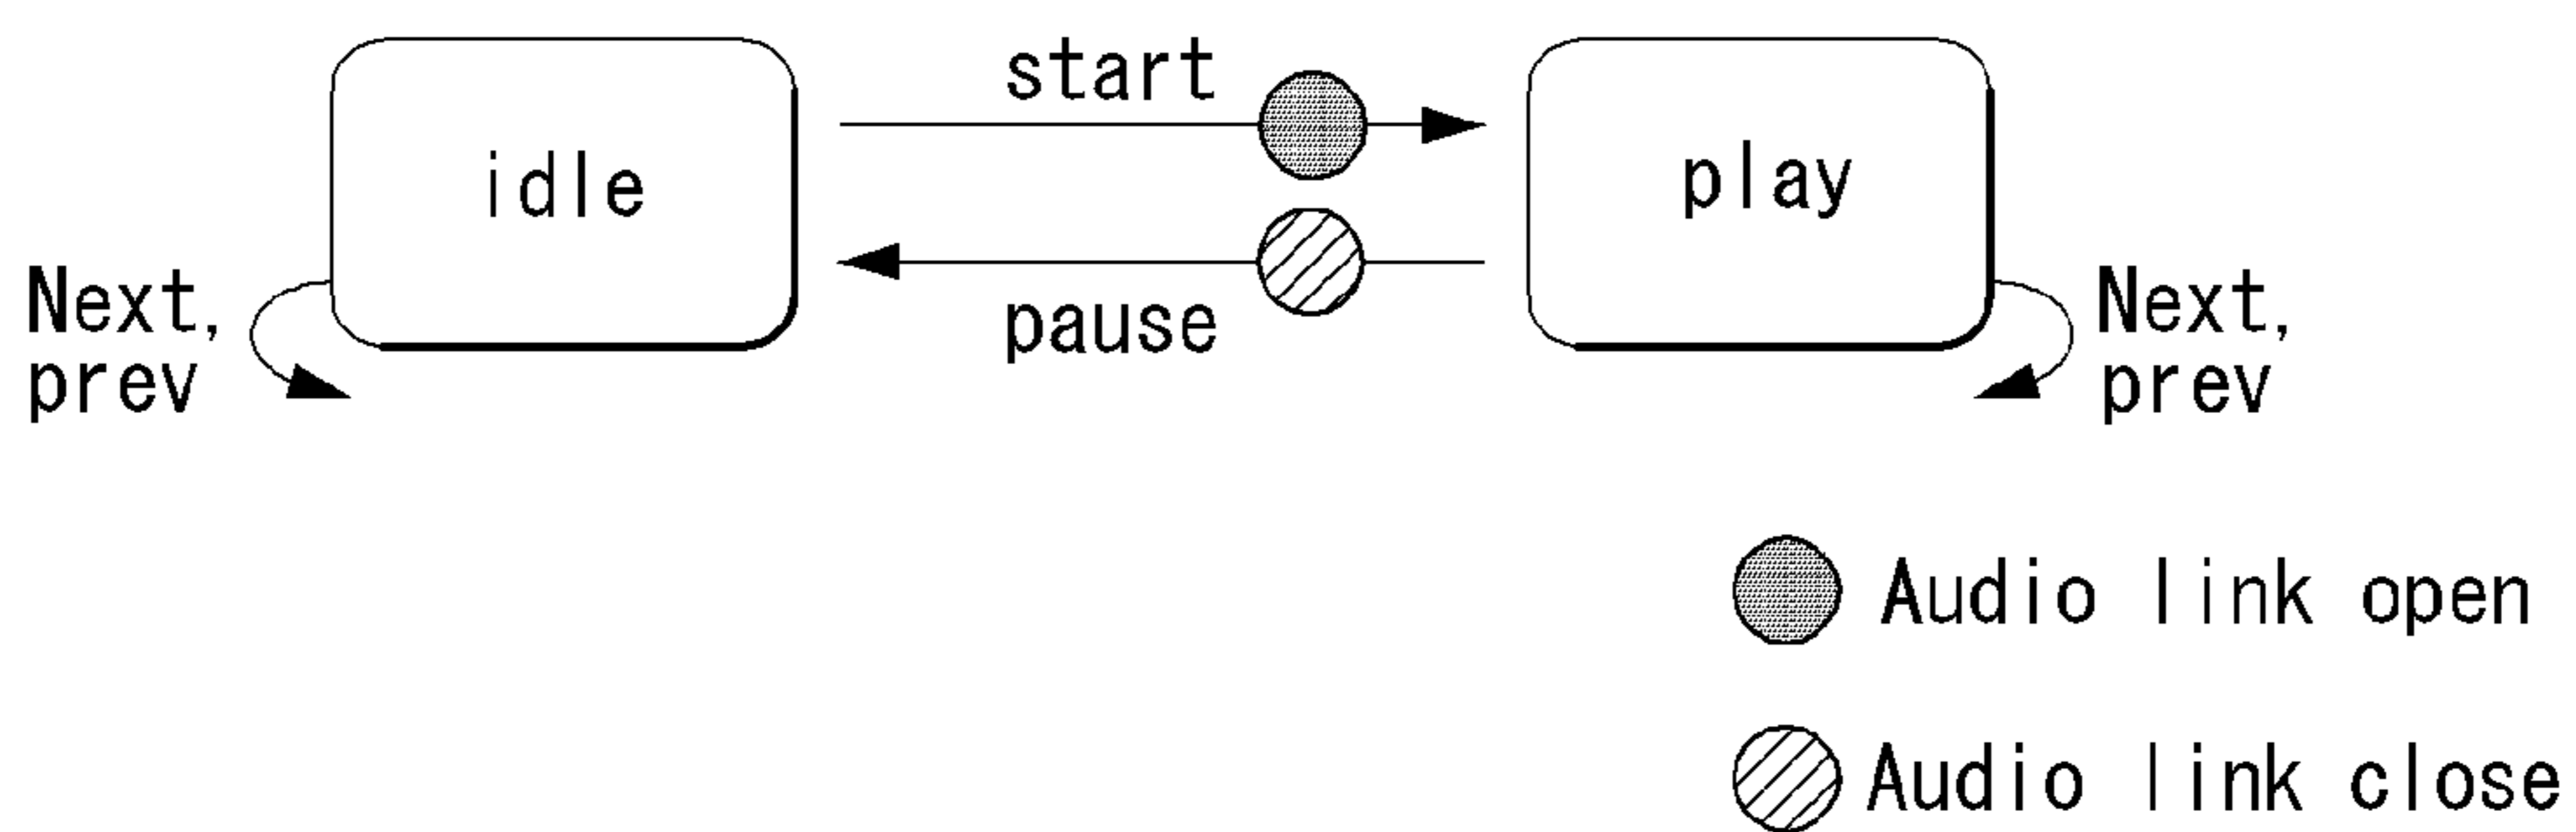 start
idle
play
Next,
prev
pause
Next,
prev
Audio link open
Audio link close